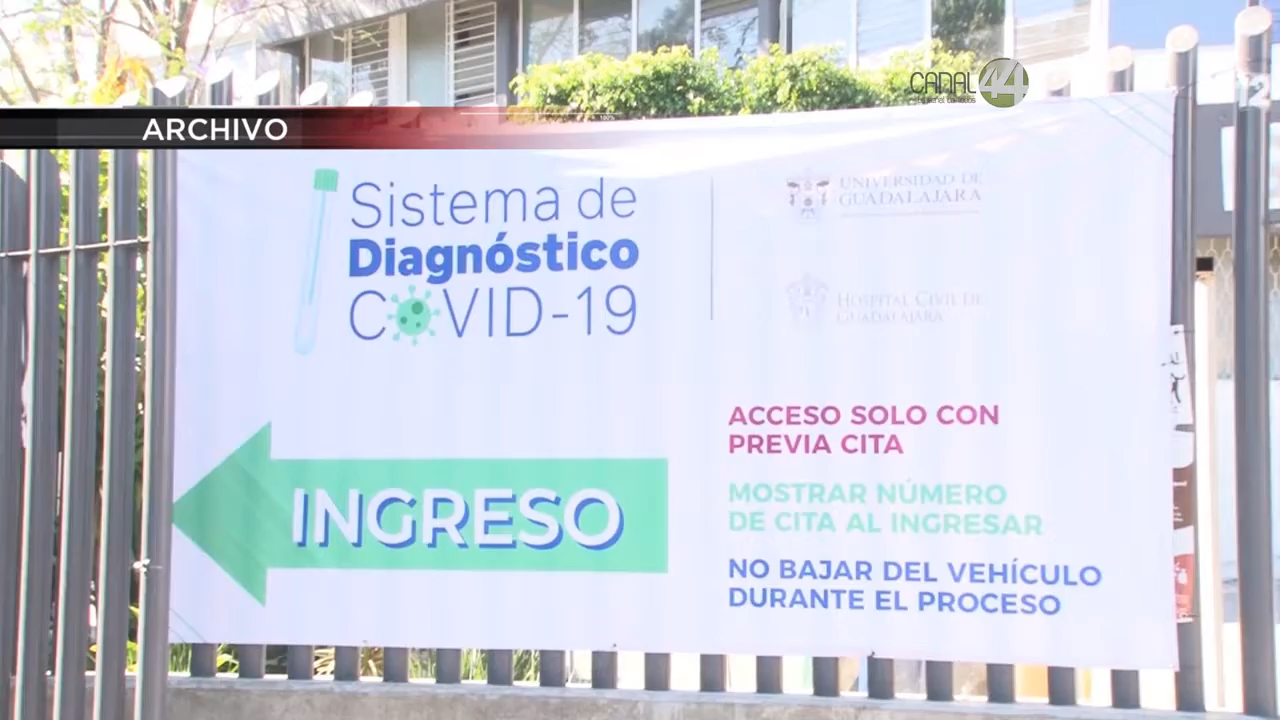 CANAL 44
ARCHIVO
Sistema de
Diagnóstico
COVID-19
UNIVERSIDAD DE
GUADALAJARA
HOSPITAL CIVIL DE
GUADALAJARA
INGRESO
ACCESO SOLO CON
PREVIA CITA
MOSTRAR NÚMERO
DE CITA AL INGRESAR
NO BAJAR DEL VEHÍCULO
DURANTE EL PROCESO